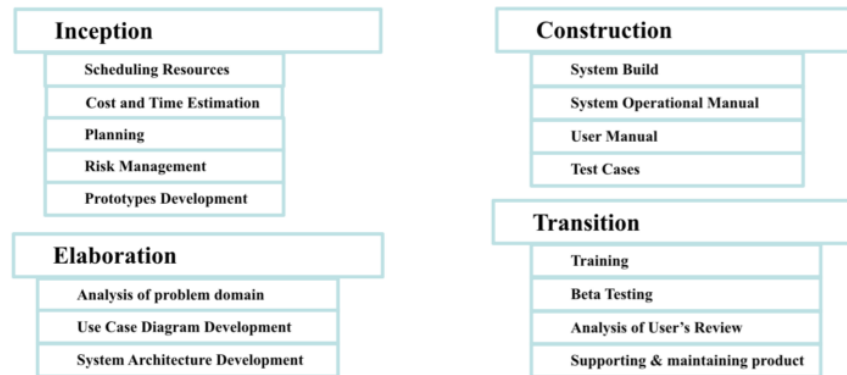 Inception
Scheduling Resources
Cost and Time Estimation
Planning
Risk Management
Prototypes Development
Elaboration
Analysis of problem domain
Use Case Diagram Development
System Architecture Development
Construction
System Build
System Operational Manual
User Manual
Test Cases
Transition
Training
Beta Testing
Analysis of User’s Review
Supporting & maintaining product